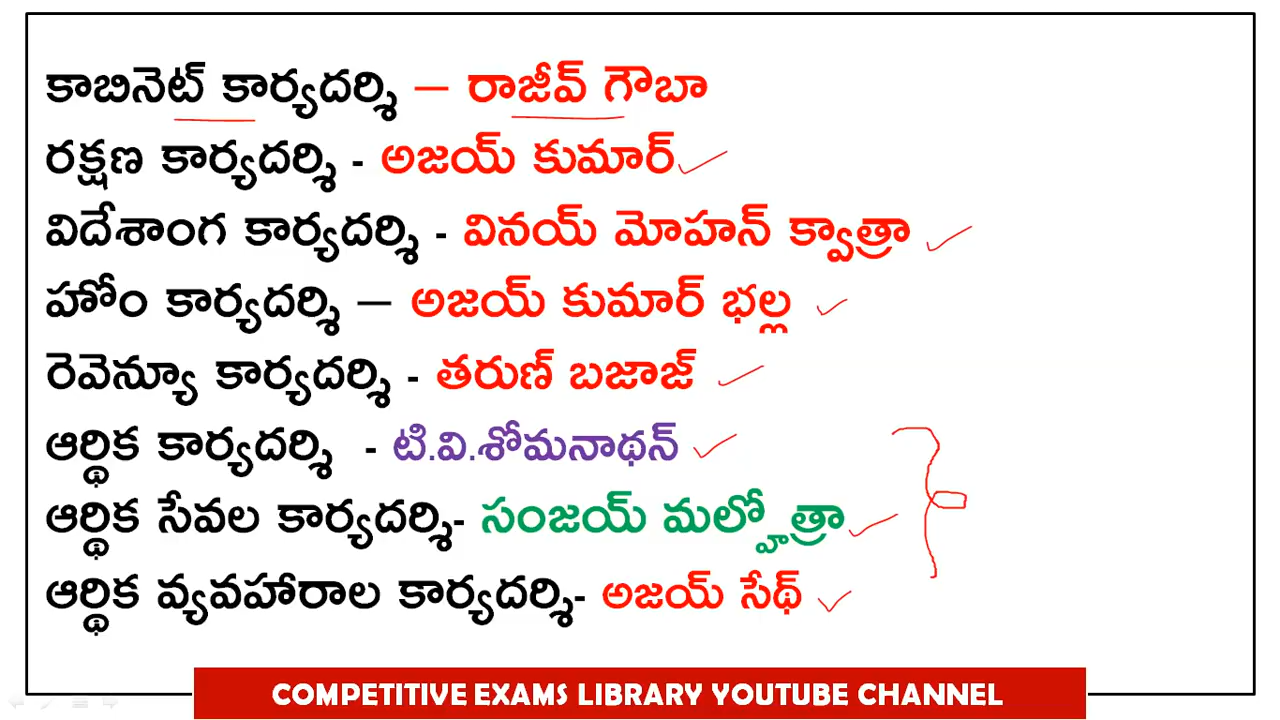 కాబినెట్ కార్యదర్శి – రాజీవ్ గౌబా
రక్షణ కార్యదర్శి - అజయ్ కుమార్
విదేశాంగ కార్యదర్శి - వినయ్ మోహన్ క్వాత్రా
హోం కార్యదర్శి – అజయ్ కుమార్ భల్ల
రెవెన్యూ కార్యదర్శి - తరుణ్ బజాజ్
ఆర్థిక కార్యదర్శి - టి.వి.శోమనాథన్
ఆర్థిక సేవల కార్యదర్శి- సంజయ్ మల్హోత్రా
ఆర్థిక వ్యవహారాల కార్యదర్శి- అజయ్ సేథ్
COMPETITIVE EXAMS LIBRARY YOUTUBE CHANNEL